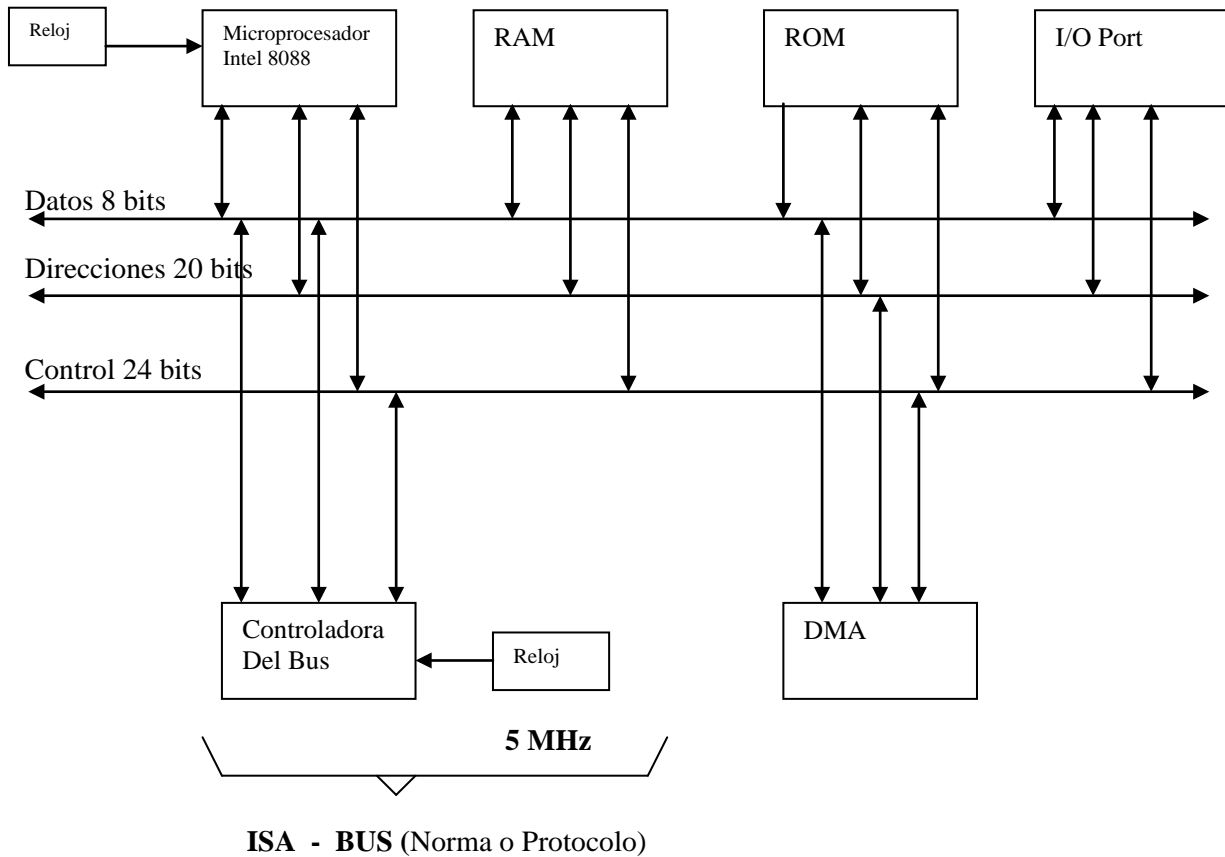 Reloj
Microprocesador
Intel 8088
RAM
ROM
I/O Port
Datos 8 bits
Direcciones 20 bits
Control 24 bits
Controladora
Del Bus
Reloj
DMA
5 MHz
ISA - BUS (Norma o Protocolo)